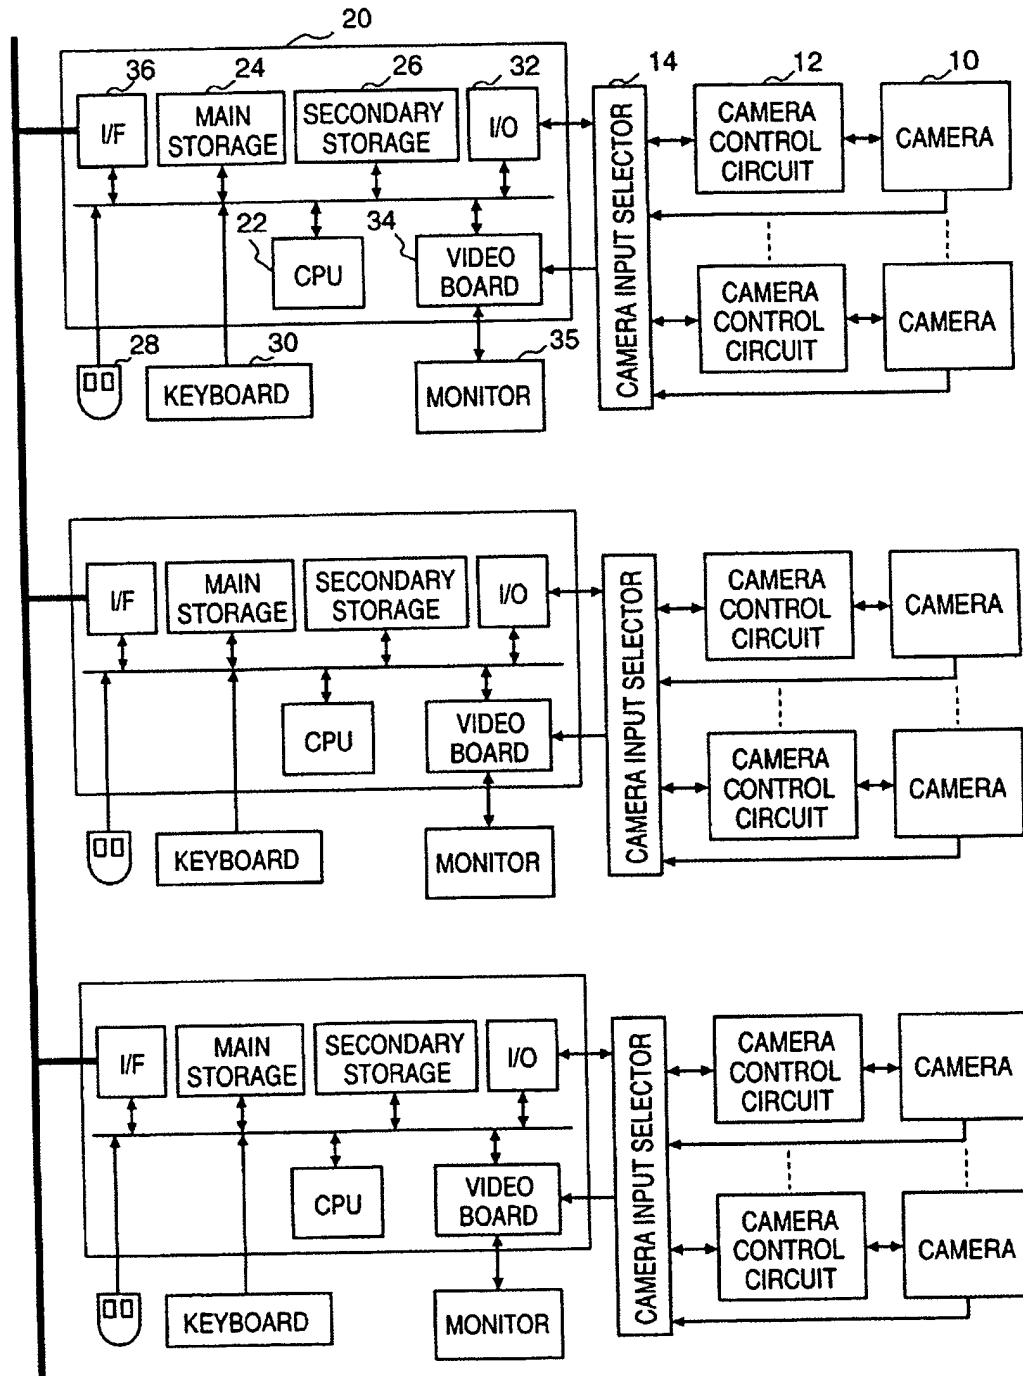 20
36
24
26
32
14
12
10
I/F
MAIN
STORAGE
SECONDARY
STORAGE
I/O
CAMERA INPUT SELECTOR
CAMERA
CONTROL
CIRCUIT
CAMERA
22
CPU
34
VIDEO
BOARD
CAMERA
CONTROL
CIRCUIT
CAMERA
28
30
KEYBOARD
35
MONITOR
I/F
MAIN
STORAGE
SECONDARY
STORAGE
I/O
CAMERA INPUT SELECTOR
CAMERA
CONTROL
CIRCUIT
CAMERA
CPU
VIDEO
BOARD
CAMERA
CONTROL
CIRCUIT
CAMERA
KEYBOARD
MONITOR
I/F
MAIN
STORAGE
SECONDARY
STORAGE
I/O
CAMERA INPUT SELECTOR
CAMERA
CONTROL
CIRCUIT
CAMERA
CPU
VIDEO
BOARD
CAMERA
CONTROL
CIRCUIT
CAMERA
KEYBOARD
MONITOR